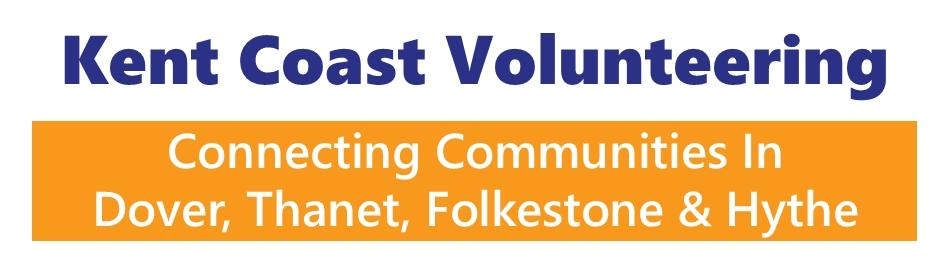 Kent Coast Volunteering
Connecting Communities In
Dover, Thanet, Folkestone & Hythe